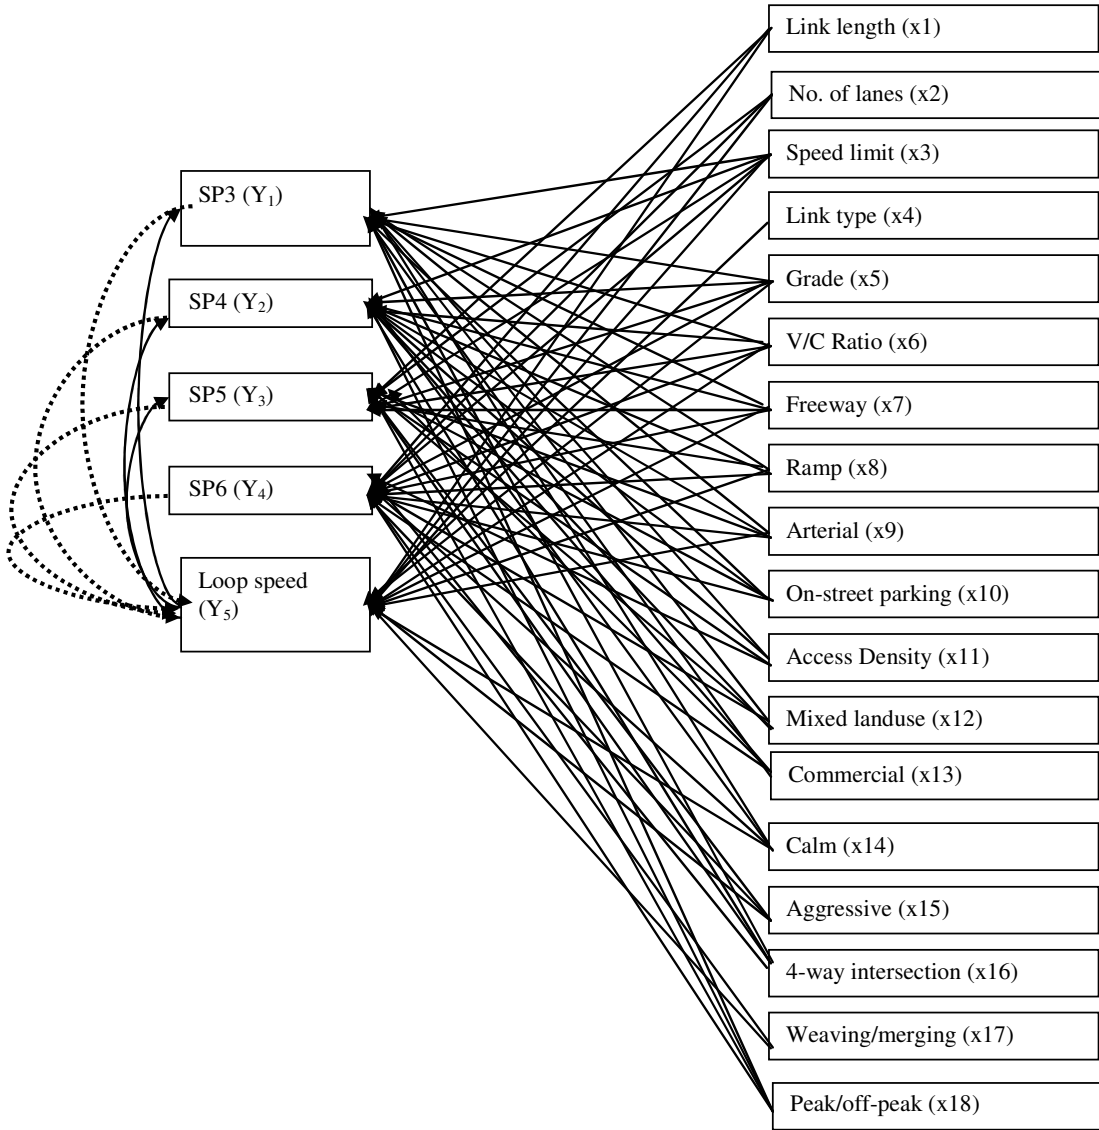 SP3 (Y₁)
SP4 (Y₂)
SP5 (Y₃)
SP6 (Y₄)
Loop speed
(Y₅)
Link length (x1)
No. of lanes (x2)
Speed limit (x3)
Link type (x4)
Grade (x5)
V/C Ratio (x6)
Freeway (x7)
Ramp (x8)
Arterial (x9)
On-street parking (x10)
Access Density (x11)
Mixed landuse (x12)
Commercial (x13)
Calm (x14)
Aggressive (x15)
4-way intersection (x16)
Weaving/merging (x17)
Peak/off-peak (x18)